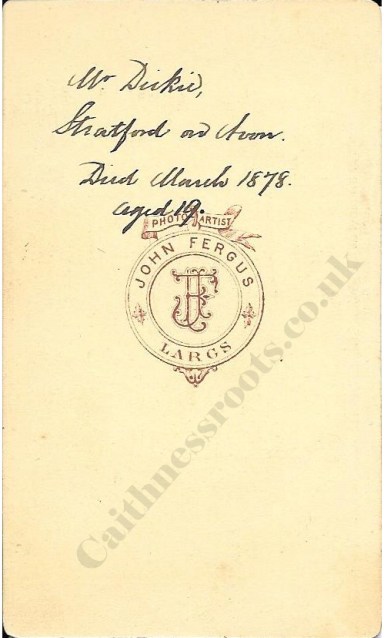 Mr Dickie,
Stratford on Avon.
Died March 1878.
aged 19.
PHOTO ARTIST
JOHN FERGUS
JF
LARGS
Caithnessroots.co.uk